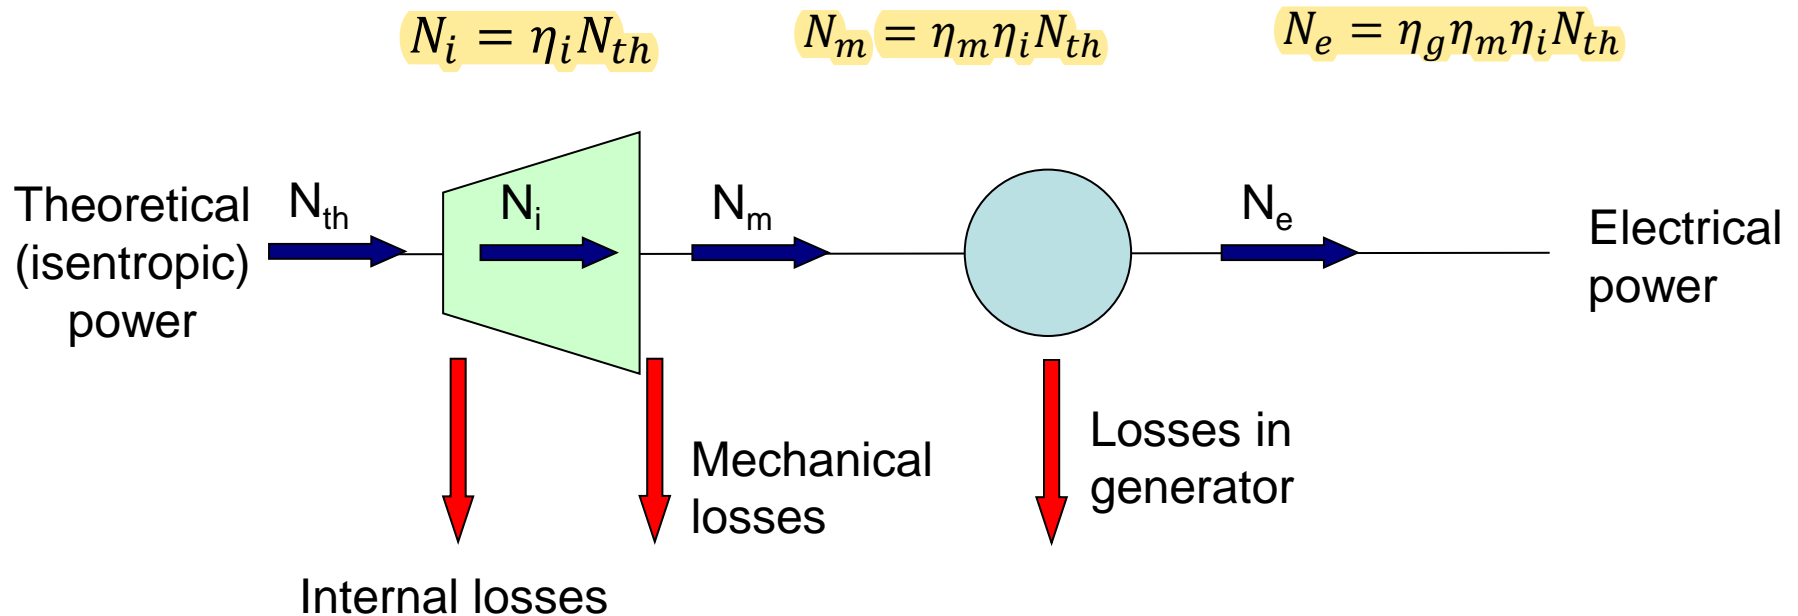 N_i = η_i N_th
N_m = η_m η_i N_th
N_e = η_g η_m η_i N_th
Theoretical
(isentropic)
power
N_th
N_i
N_m
N_e
Electrical
power
Mechanical
losses
Losses in
generator
Internal losses